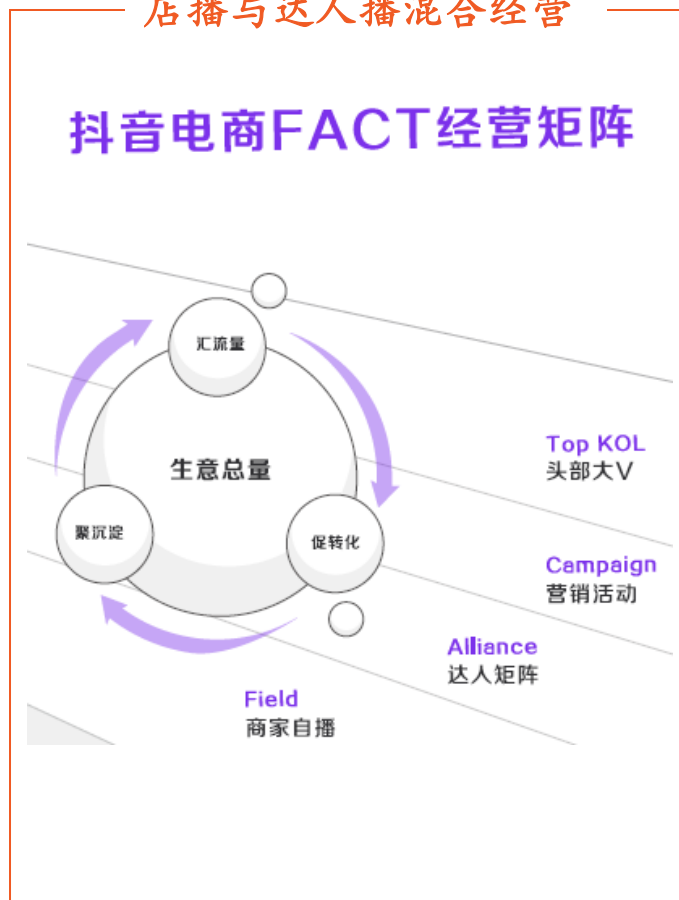 店播与达人播混合经营
抖音电商FACT经营矩阵
汇流量
生意总量
聚沉淀
促转化
Top KOL
头部大V
Campaign
营销活动
Alliance
达人矩阵
Field
商家自播